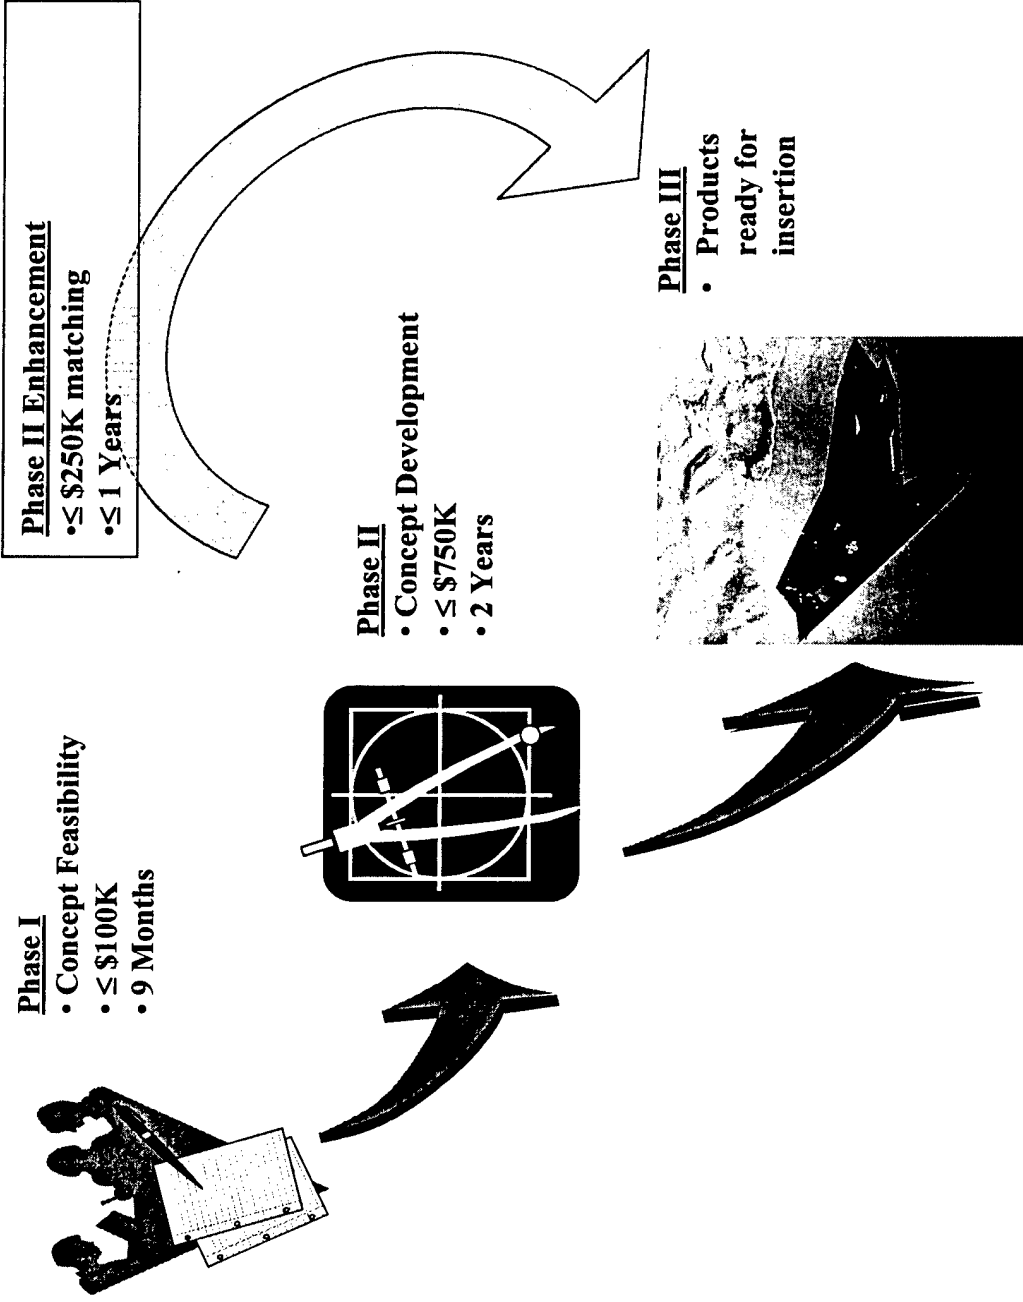 Phase I
• Concept Feasibility
• ≤ $100K
• 9 Months
Phase II
• Concept Development
• ≤ $750K
• 2 Years
Phase II Enhancement
•≤ $250K matching
•≤ 1 Years
Phase III
• Products
ready for
insertion